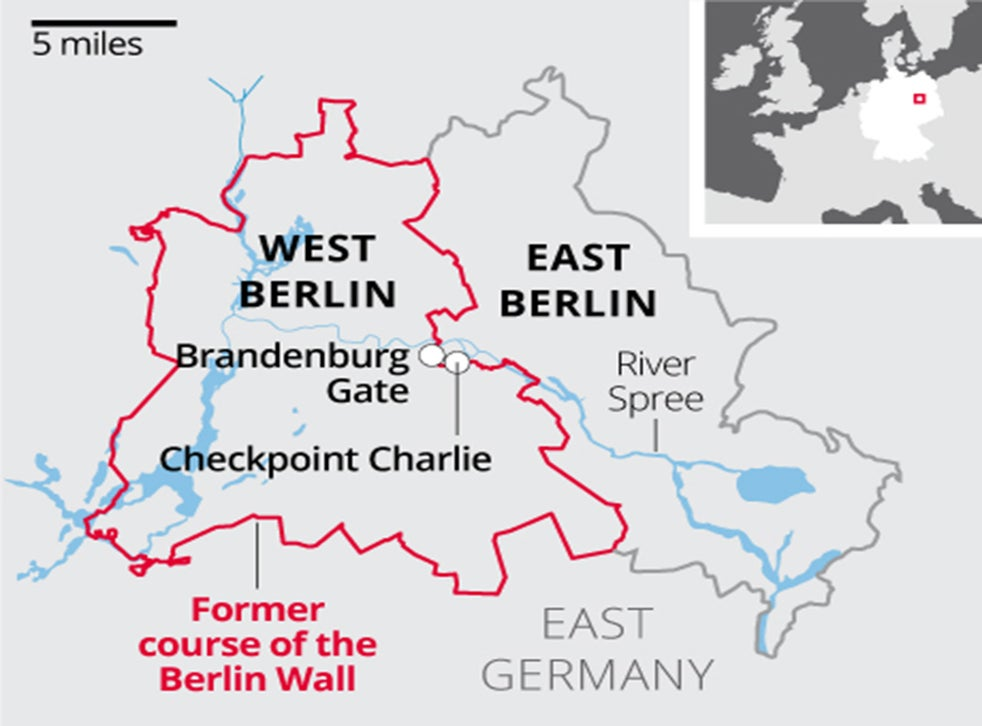 5 miles
WEST
BERLIN
EAST
BERLIN
Brandenburg
Gate
River
Spree
Checkpoint Charlie
Former
course of the
Berlin Wall
EAST
GERMANY